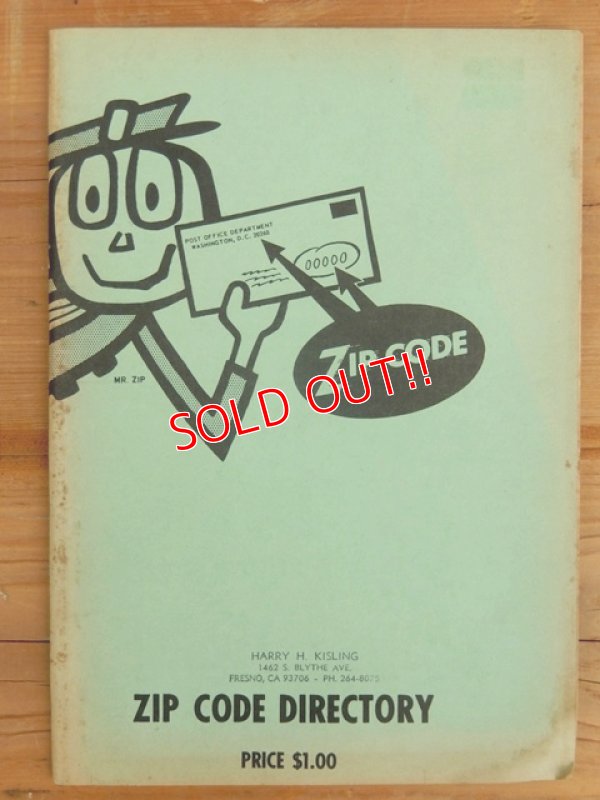 POST OFFICE DEPARTMENT
WASHINGTON, D.C. 20260
00000
ZIP CODE
MR. ZIP
SOLD OUT!!
HARRY H. KISLING
1462 S. BLYTHE AVE.
FRESNO, CA 93706 - PH. 264-8075
ZIP CODE DIRECTORY
PRICE $1.00